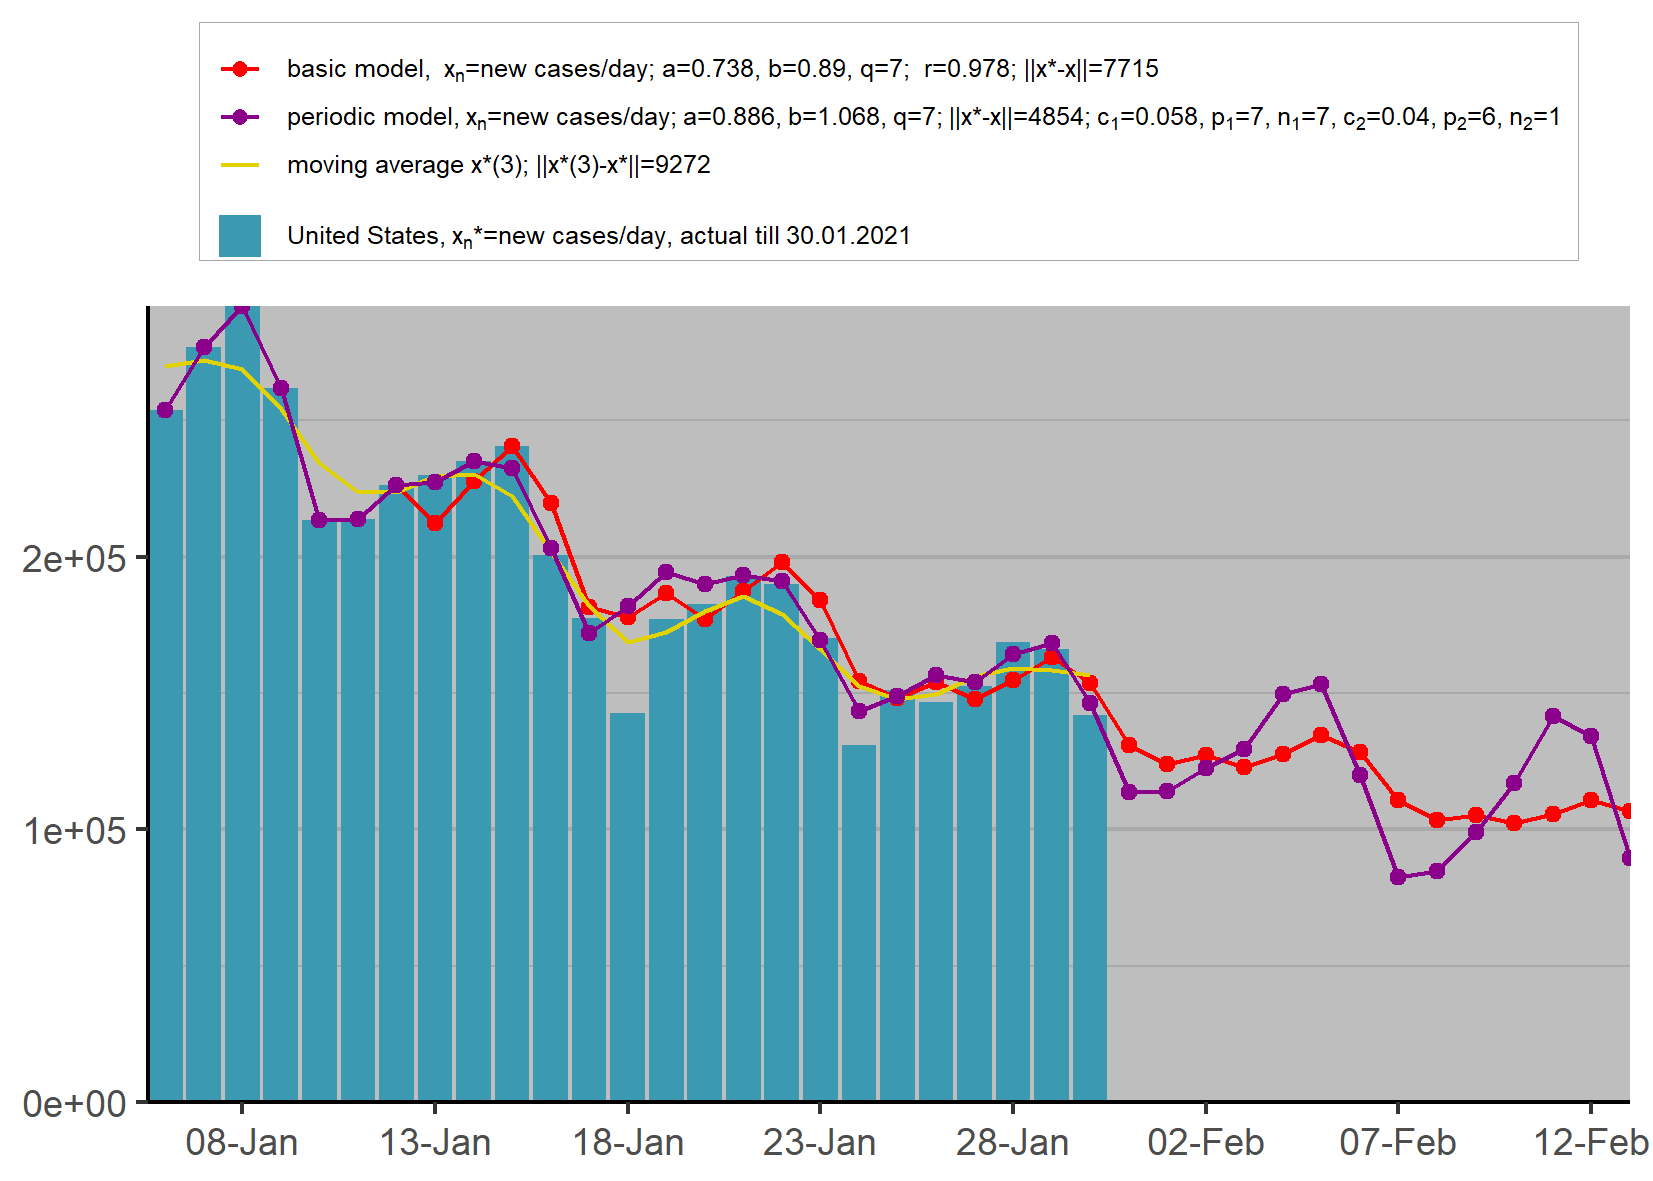 basic model, xn=new cases/day; a=0.738, b=0.89, q=7; r=0.978; ||x*-x||=7715
periodic model, xn=new cases/day; a=0.886, b=1.068, q=7; ||x*-x||=4854; c1=0.058, p1=7, n1=7, c2=0.04, p2=6, n2=1
moving average x*(3); ||x*(3)-x*||=9272
United States, xn*=new cases/day, actual till 30.01.2021
2e+05
1e+05
0e+00
08-Jan 13-Jan 18-Jan 23-Jan 28-Jan 02-Feb 07-Feb 12-Feb